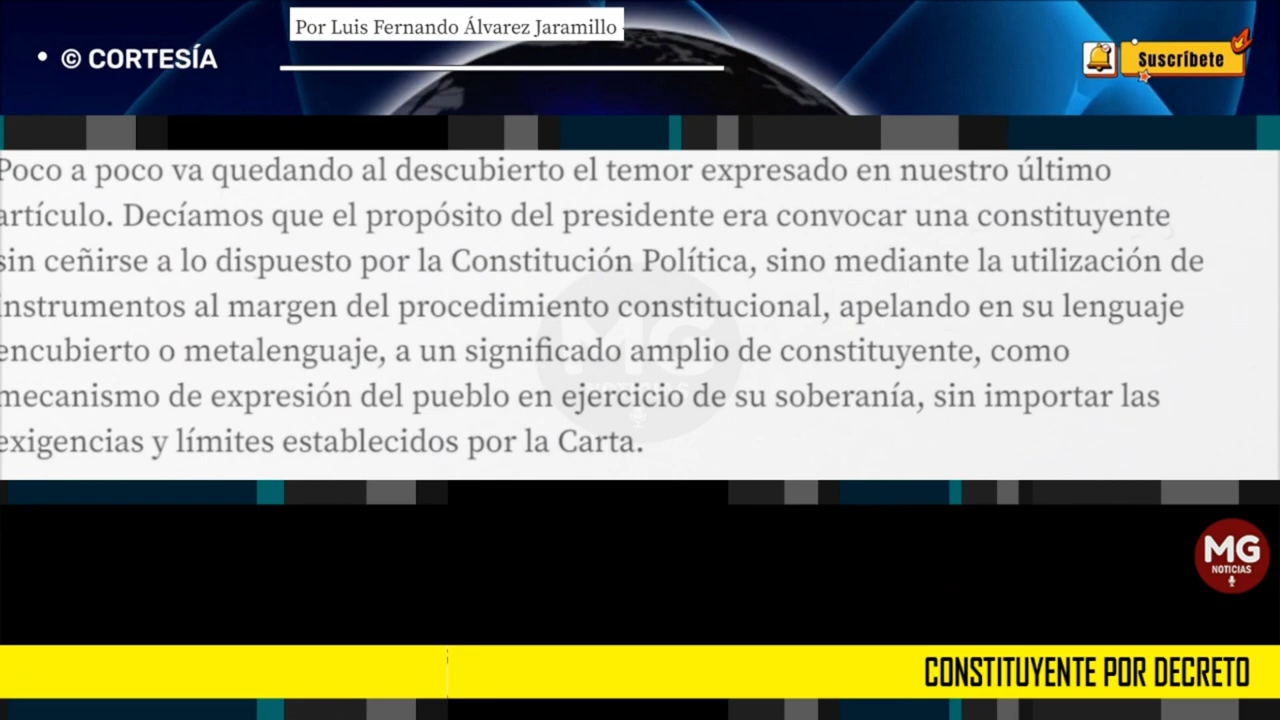 Por Luis Fernando Álvarez Jaramillo
• © CORTESÍA
Suscríbete
Poco a poco va quedando al descubierto el temor expresado en nuestro último
artículo. Decíamos que el propósito del presidente era convocar una constituyente
sin ceñirse a lo dispuesto por la Constitución Política, sino mediante la utilización de
instrumentos al margen del procedimiento constitucional, apelando en su lenguaje
encubierto o metalenguaje, a un significado amplio de constituyente, como
mecanismo de expresión del pueblo en ejercicio de su soberanía, sin importar las
exigencias y límites establecidos por la Carta.
MG
NOTICIAS
MG
NOTICIAS
CONSTITUYENTE POR DECRETO